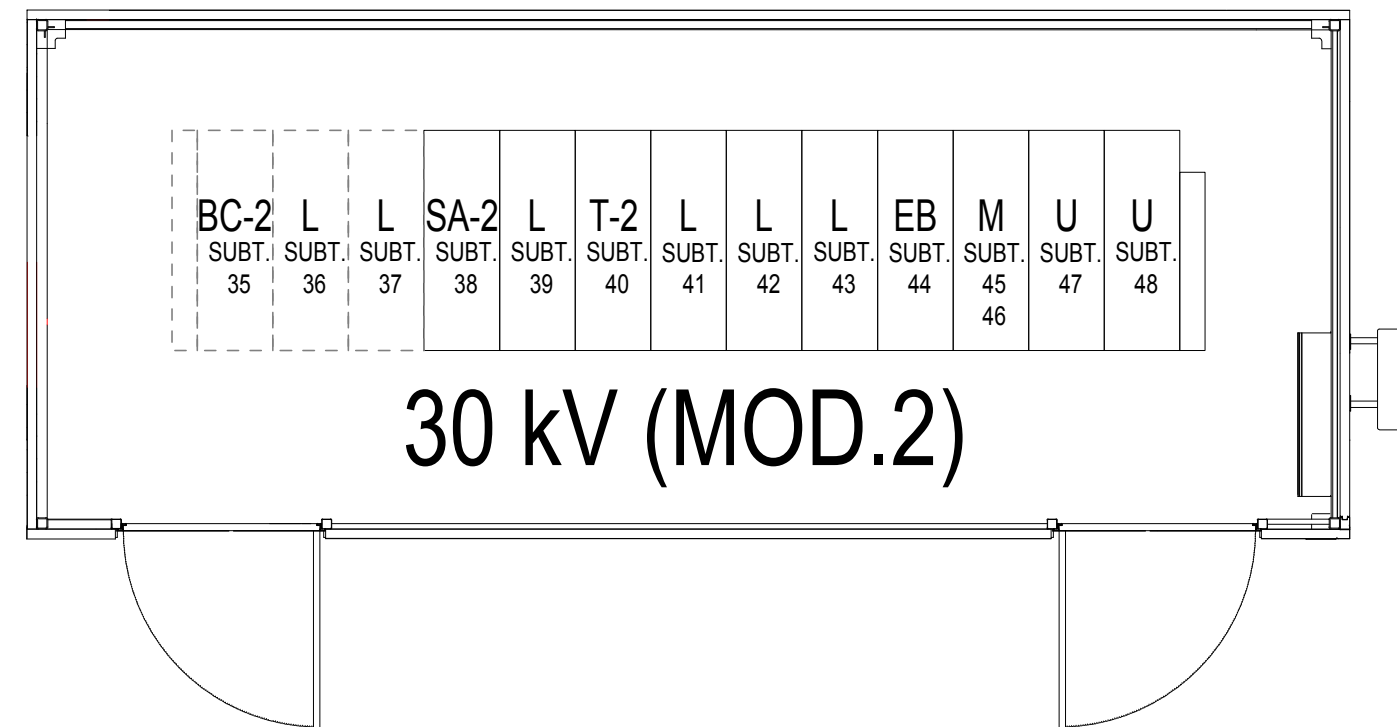 BC-2 L L SA-2 L T-2 L L L EB M U U
SUBT. SUBT. SUBT. SUBT. SUBT. SUBT. SUBT. SUBT. SUBT. SUBT. SUBT. SUBT. SUBT.
35 36 37 38 39 40 41 42 43 44 45 47 48
46
30 kV (MOD.2)